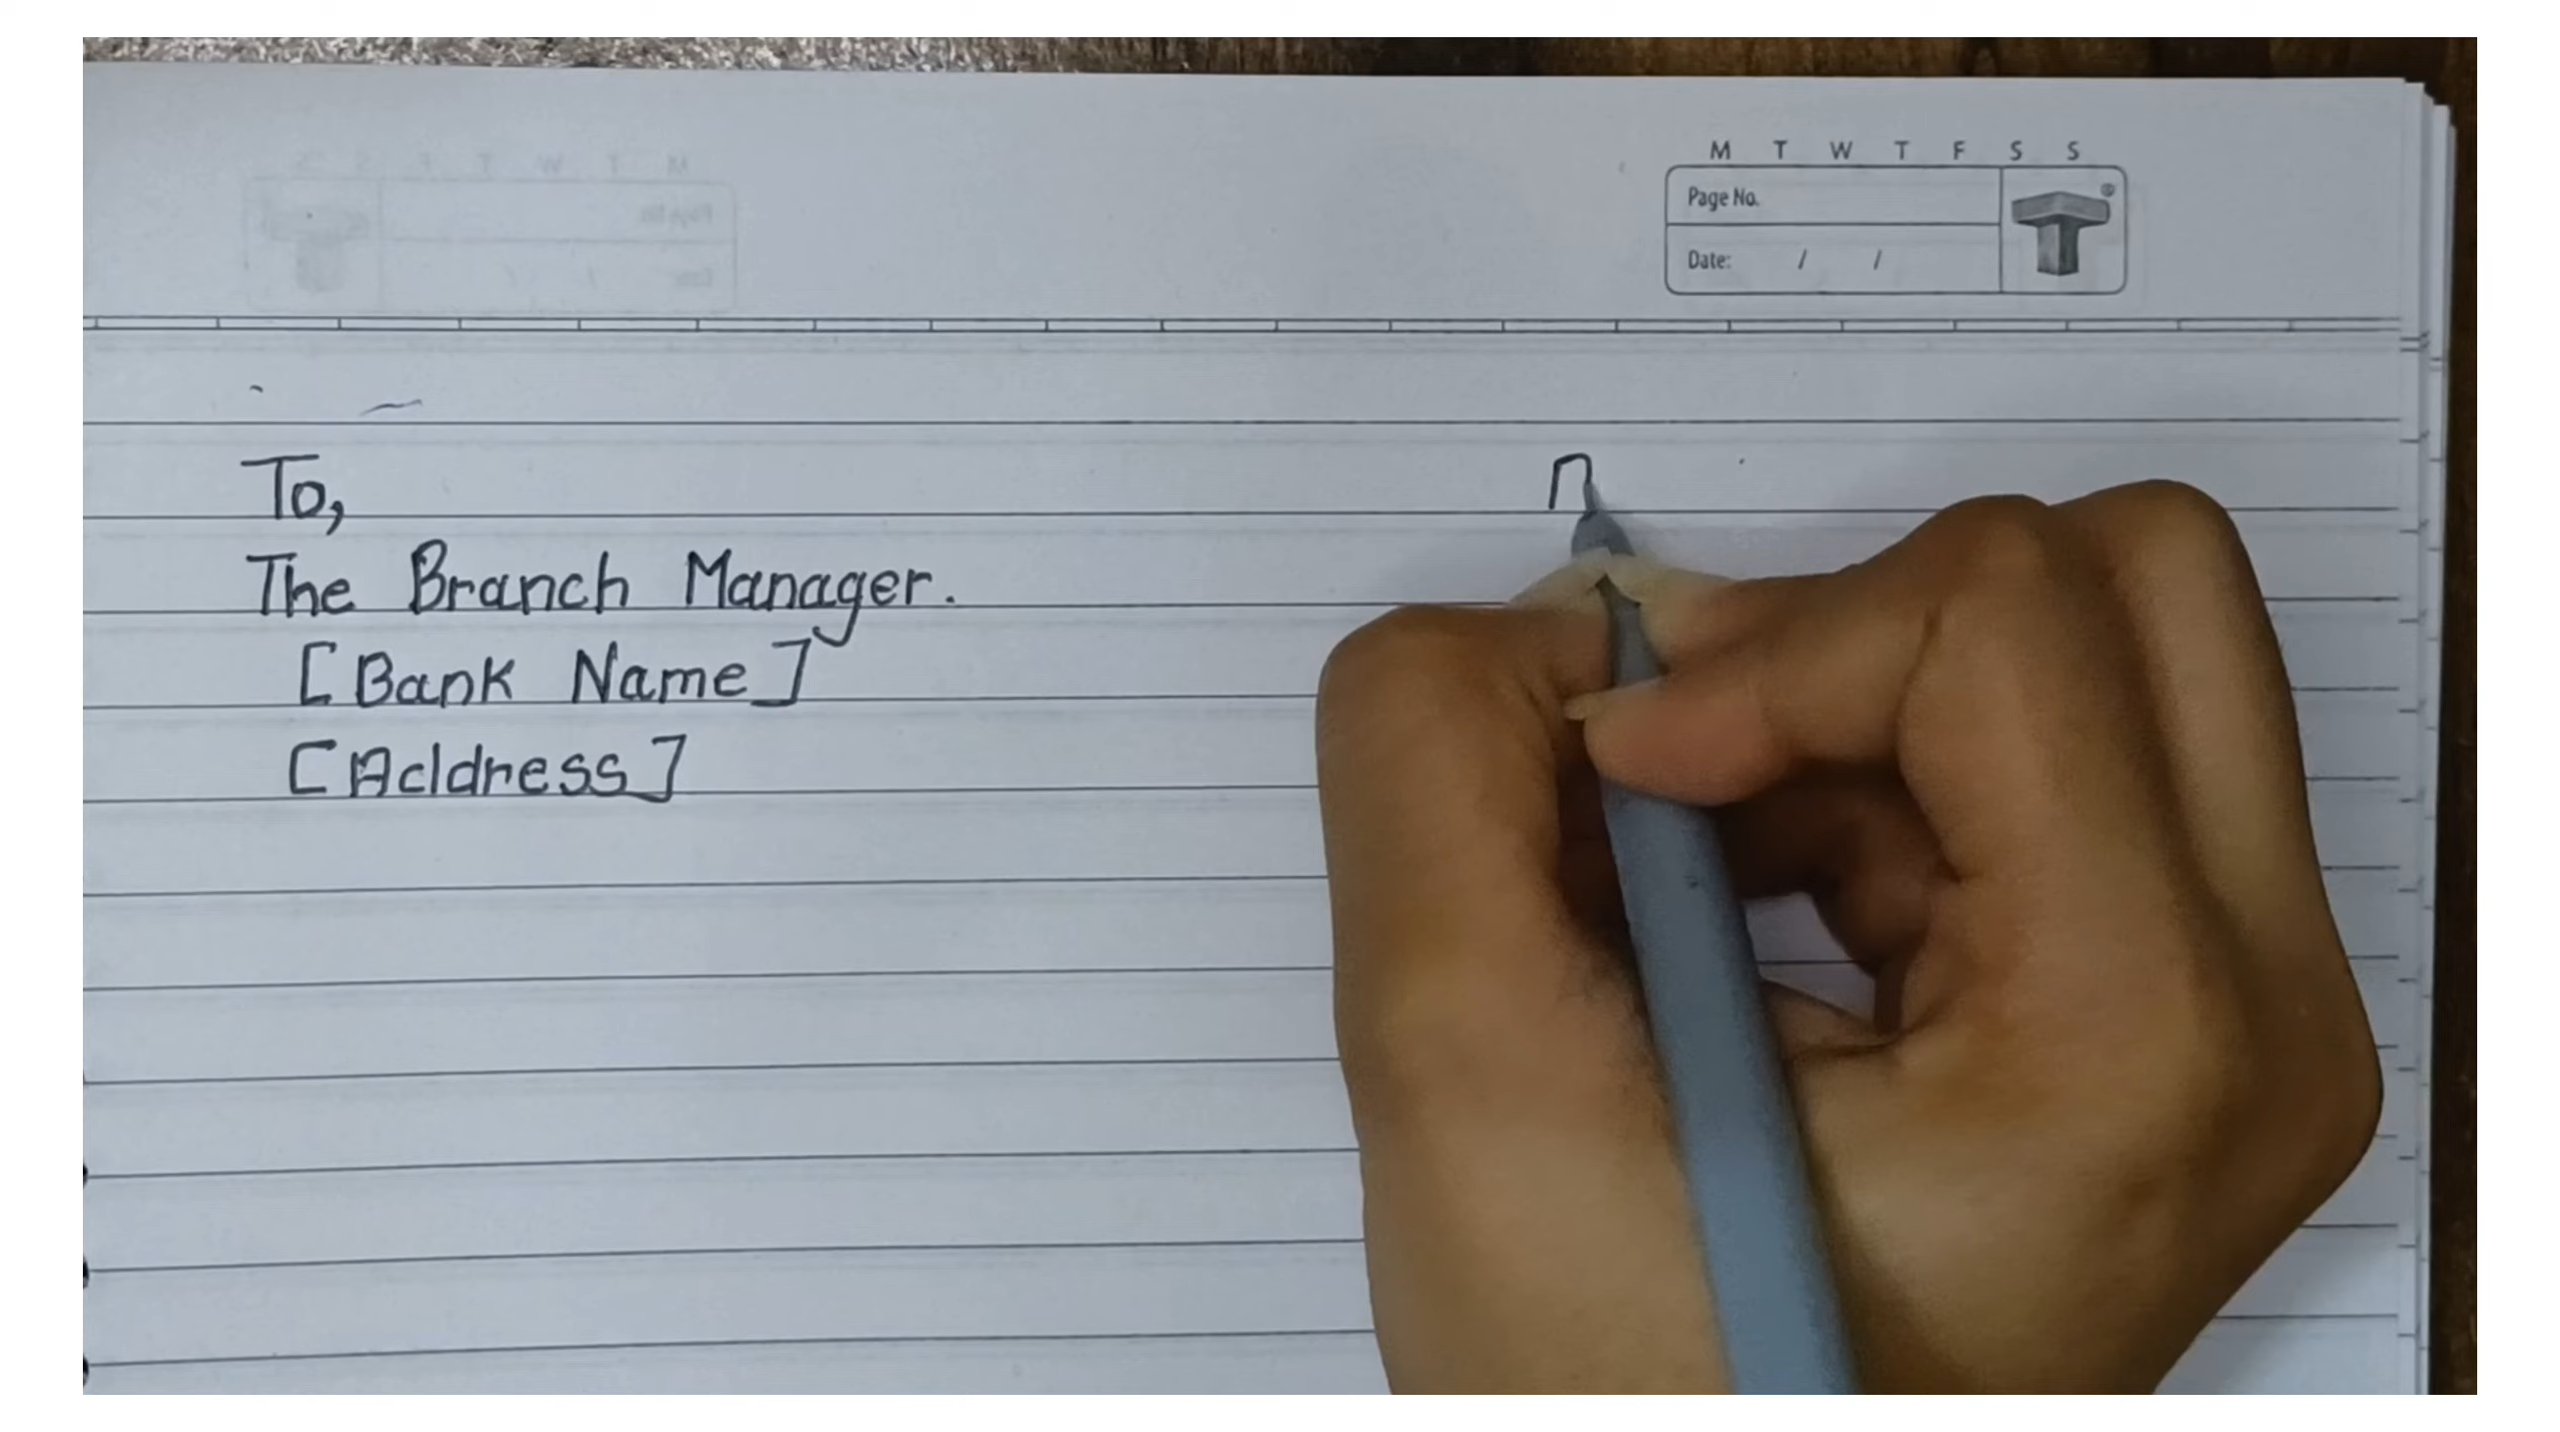 M T W T F S S
Page No.
Date: / /
To,
The Branch Manager.
[Bank Name]
[Address]